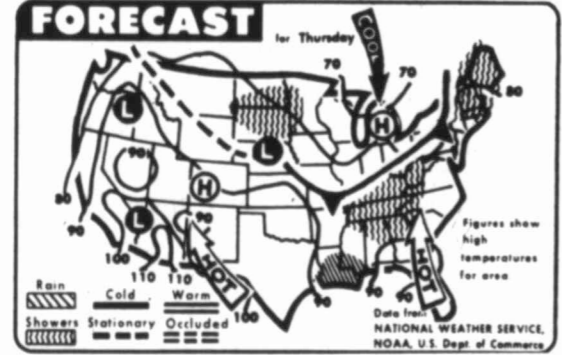 FORECAST
for Thursday
COOL
70
70
80
L
H
90
L
H
80
L
90
90
100
110
110
HOT
100
90
90
90
HOT
Figures show
high
temperatures
for area
Rain
Cold
Warm
Showers
Stationary
Occluded
Data from
NATIONAL WEATHER SERVICE,
NOAA, U.S. Dept. of Commerce